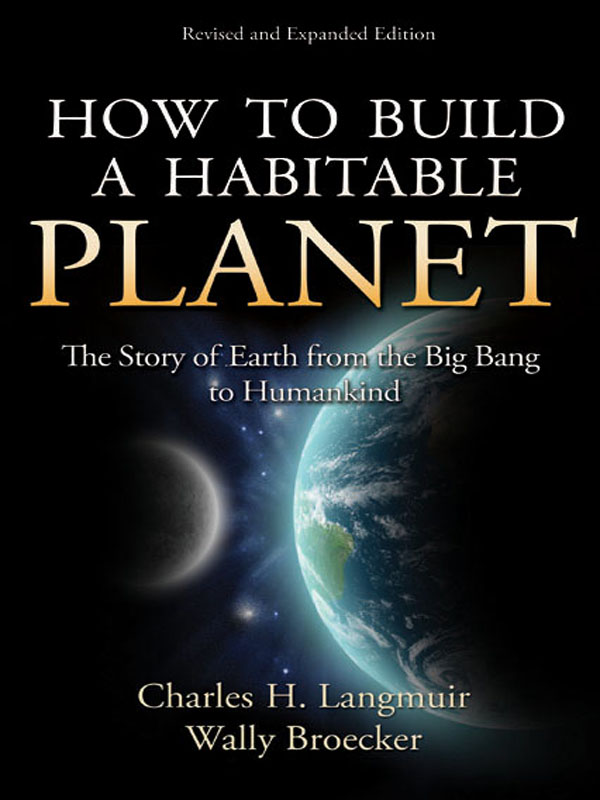 Revised and Expanded Edition
HOW TO BUILD
A HABITABLE
PLANET
The Story of Earth from the Big Bang
to Humankind
Charles H. Langmuir
Wally Broecker